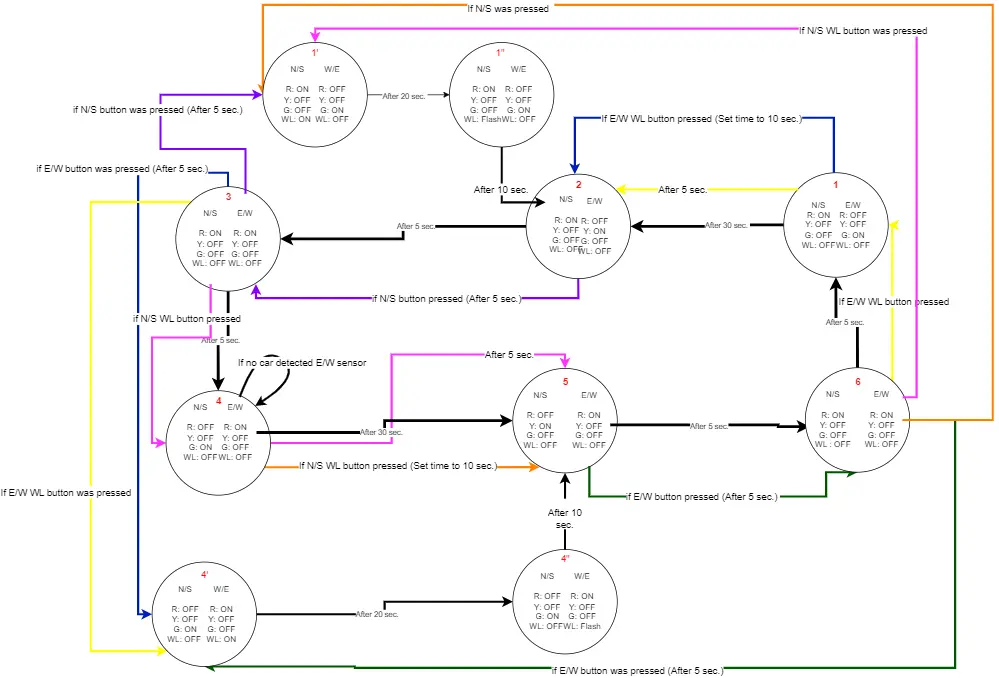 If N/S was pressed
If N/S WL button was pressed
1'
N/S W/E
R: ON R: OFF
Y: OFF Y: OFF
G: OFF G: ON
WL: ON WL: OFF
After 20 sec.
1"
N/S W/E
R: ON R: OFF
Y: OFF Y: OFF
G: OFF G: ON
WL: Flash WL: OFF
if N/S button was pressed (After 5 sec.)
If E/W WL button was pressed (Set time to 10 sec.)
if E/W button was pressed (After 5 sec.)
After 10 sec.
3
N/S E/W
R: ON R: ON
Y: OFF Y: OFF
G: OFF G: OFF
WL: OFF WL: OFF
After 5 sec.
2
N/S E/W
R: ON R: OFF
Y: OFF Y: ON
G: OFF G: OFF
WL: OFF WL: OFF
After 5 sec.
After 30 sec.
1
N/S E/W
R: ON R: OFF
Y: OFF Y: OFF
G: OFF G: ON
WL: OFF WL: OFF
if N/S button pressed (After 5 sec.)
If E/W WL button pressed
if N/S WL button pressed
After 5 sec.
After 5 sec.
If no car detected E/W sensor
After 5 sec.
4
N/S E/W
R: OFF R: ON
Y: OFF Y: OFF
G: ON G: OFF
WL: OFF WL: OFF
After 30 sec.
5
N/S E/W
R: OFF R: ON
Y: ON Y: OFF
G: OFF G: OFF
WL: OFF WL: OFF
After 5 sec.
6
N/S E/W
R: ON R: ON
Y: OFF Y: OFF
G: OFF G: OFF
WL : OFF WL: OFF
If N/S WL button pressed (Set time to 10 sec.)
If E/W WL button was pressed
if E/W button pressed (After 5 sec.)
After 10
sec.
4'
N/S W/E
R: OFF R: ON
Y: OFF Y: OFF
G: ON G: OFF
WL: OFF WL: ON
After 20 sec.
4"
N/S W/E
R: OFF R: ON
Y: OFF Y: OFF
G: ON G: OFF
WL: OFF WL: Flash
if E/W button was pressed (After 5 sec.)